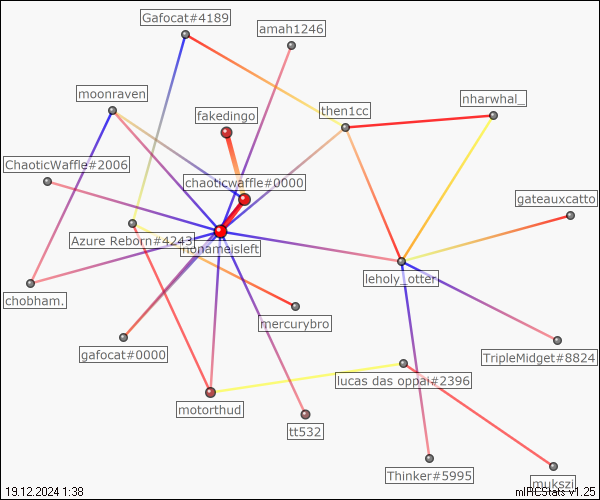 Gafocat#4189
amah1246
moonraven
nharwhal_
fakedingo
then1cc
ChaoticWaffle#2006
chaoticwaffle#0000
gateauxcatto
Azure Reborn#4243
nonameisleft
leholy_otter
chobham.
mercurybro
gafocat#0000
TripleMidget#8824
lucas das oppai#2396
motorthud
tt532
Thinker#5995
mukszi
19.12.2024 1:38
mIRCStats v1.25